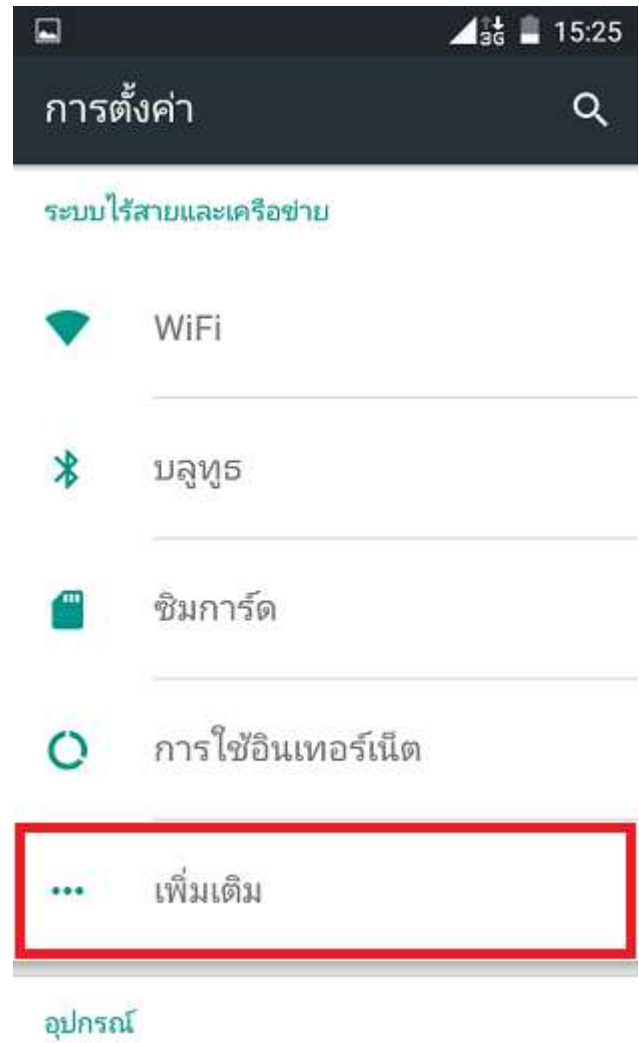 3G 15:25
การตั้งค่า
ระบบไร้สายและเครือข่าย
WiFi
บลูทูธ
ซิมการ์ด
การใช้อินเทอร์เน็ต
เพิ่มเติม
อุปกรณ์